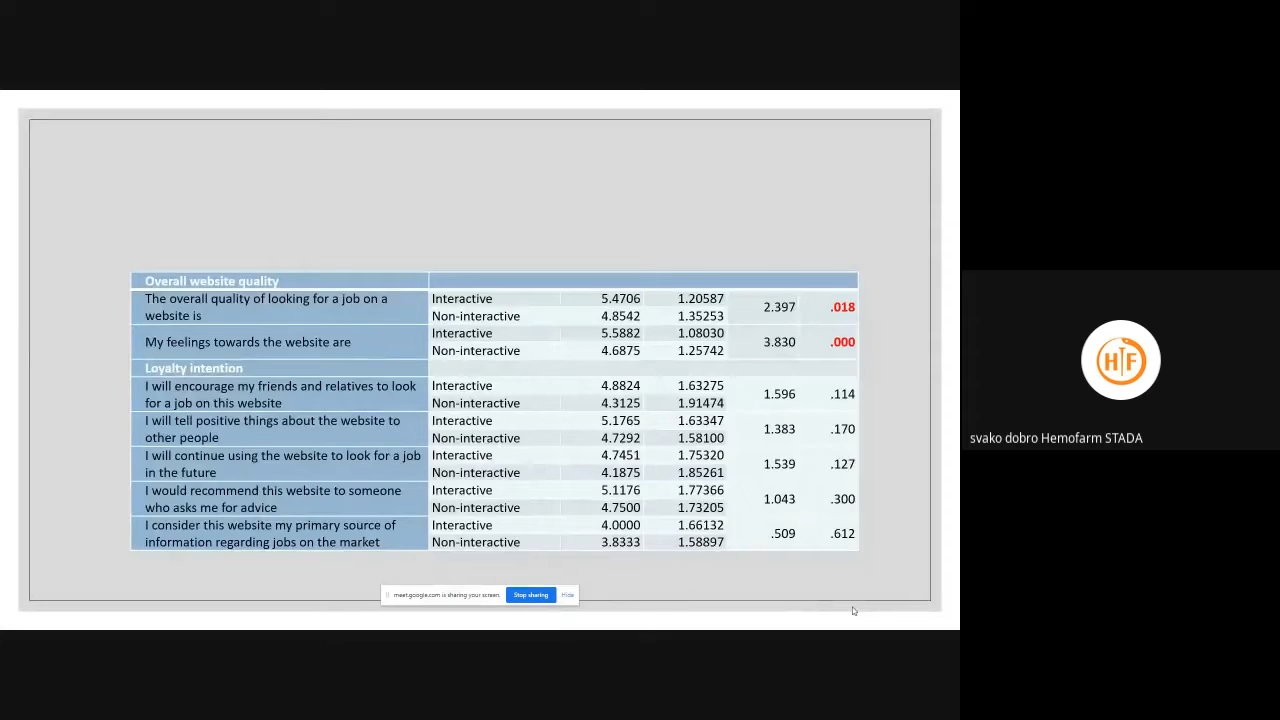 Overall website quality
The overall quality of looking for a job on a website is
Interactive 5.4706 1.20587 2.397 .018
Non-interactive 4.8542 1.35253
My feelings towards the website are
Interactive 5.5882 1.08030 3.830 .000
Non-interactive 4.6875 1.25742
Loyalty intention
I will encourage my friends and relatives to look for a job on this website
Interactive 4.8824 1.63275 1.596 .114
Non-interactive 4.3125 1.91474
I will tell positive things about the website to other people
Interactive 5.1765 1.63347 1.383 .170
Non-interactive 4.7292 1.58100
I will continue using the website to look for a job in the future
Interactive 4.7451 1.75320 1.539 .127
Non-interactive 4.1875 1.85261
I would recommend this website to someone who asks me for advice
Interactive 5.1176 1.77366 1.043 .300
Non-interactive 4.7500 1.73205
I consider this website my primary source of information regarding jobs on the market
Interactive 4.0000 1.66132 .509 .612
Non-interactive 3.8333 1.58897
meet.google.com is sharing your screen. Stop sharing Hide
HTF
svako dobro Hemofarm STADA